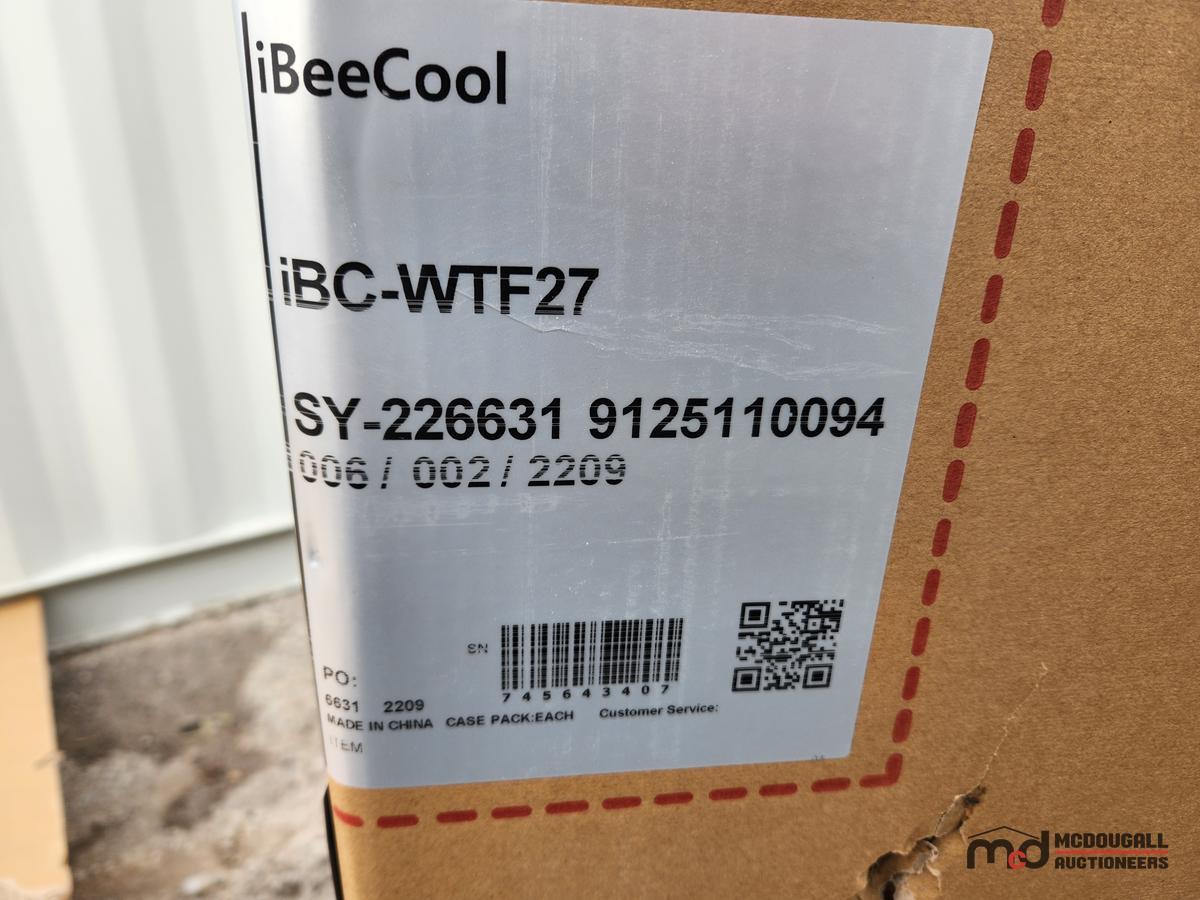 iBeeCool
iBC-WTF27
SY-226631 9125110094
006 / 002 / 2209
SN
745643407
PO:
6631 2209
MADE IN CHINA CASE PACK:EACH Customer Service:
ITEM
mcd MCDOUGALL
AUCTIONEERS